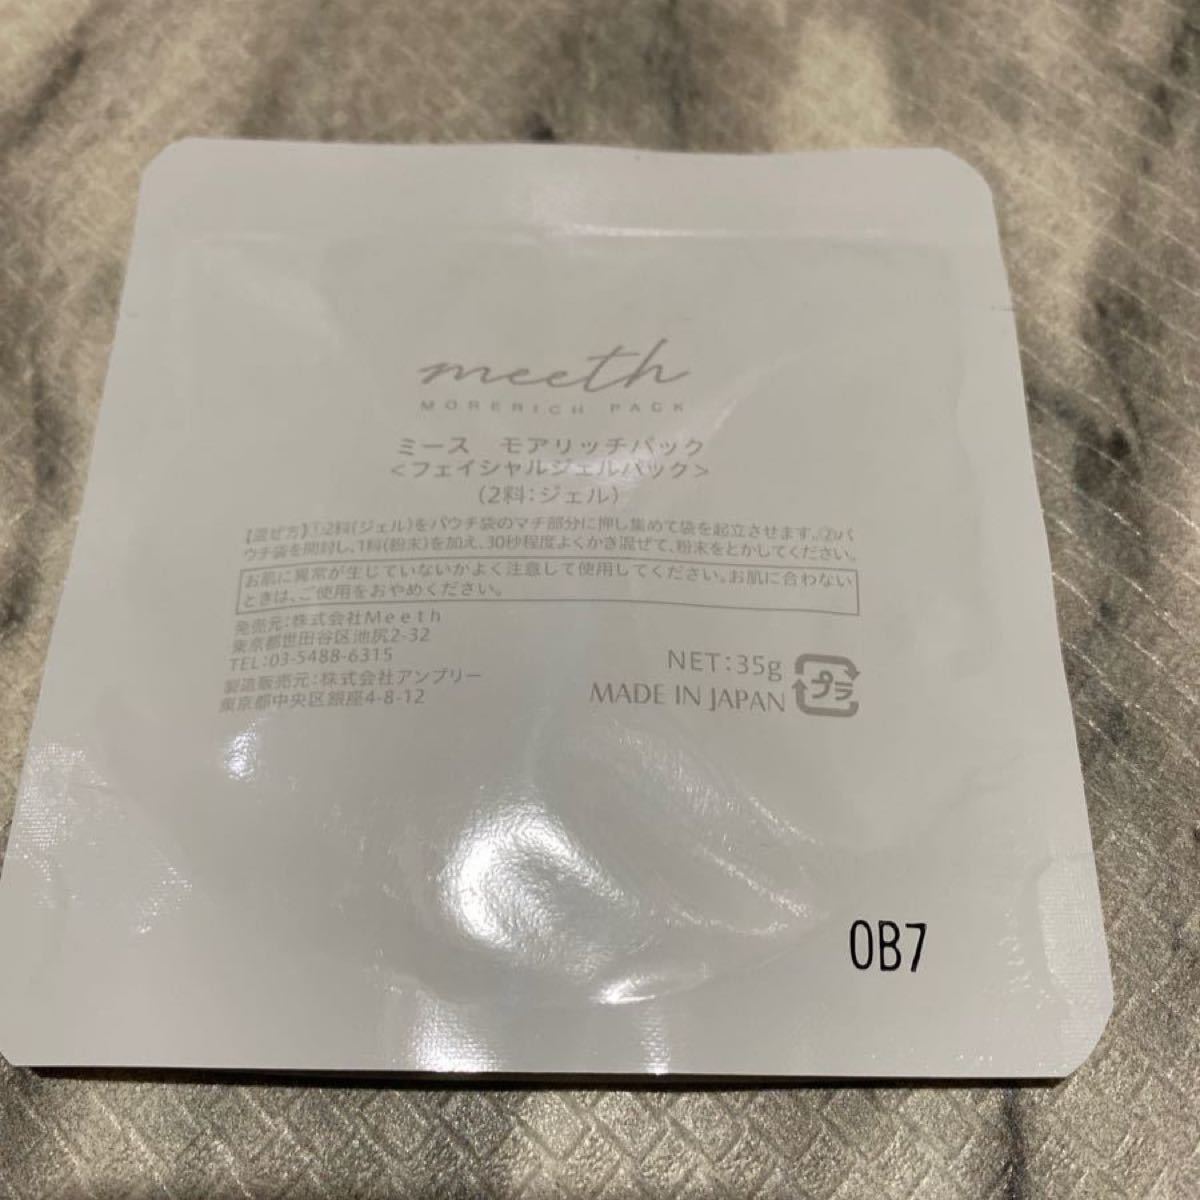 meeth
MORERICH PACK
ミース　モアリッチパック
<フェイシャルジェルパック>
(2料:ジェル)
【混ぜ方】①2料(ジェル)をパウチ袋のマチ部分に押し集めて袋を起立させます。②パ
ウチ袋を開封し、1料(粉末)を加え、30秒程度よくかき混ぜて、粉末をとかしてください。
お肌に異常が生じていないかよく注意して使用してください。お肌に合わない
ときは、ご使用をおやめください。
発売元:株式会社Meeth
東京都世田谷区池尻2-32
TEL:03-5488-6315
製造販売元:株式会社アンプリー
東京都中央区銀座4-8-12
NET:35g
MADE IN JAPAN
プラ
0B7